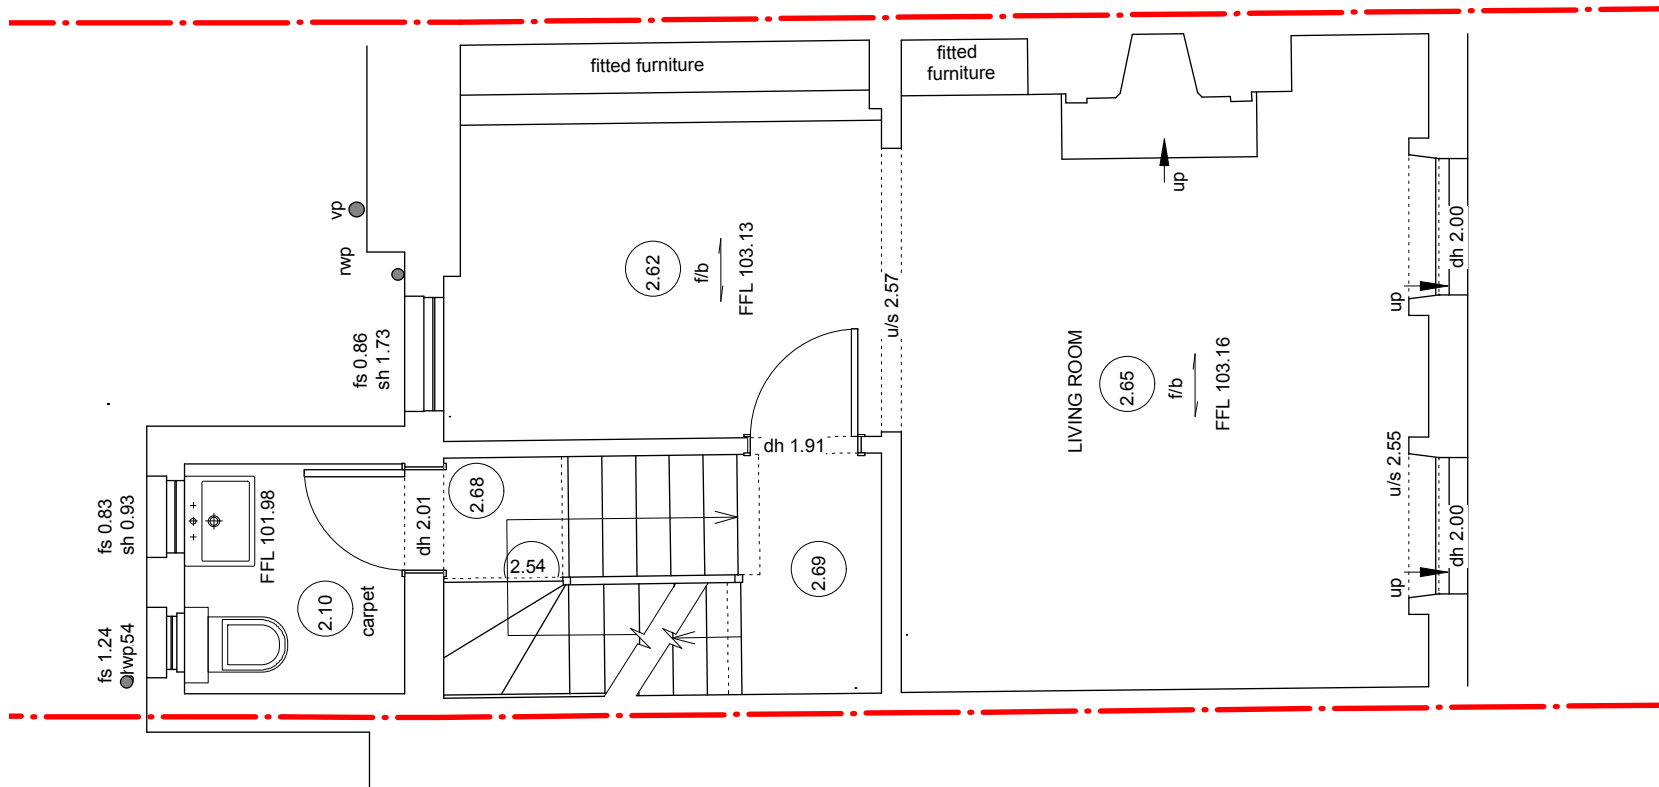 fitted furniture
fitted
furniture
vp
rwp
2.62
f/b
FFL 103.13
u/s 2.57
up
dh 2.00
up
fs 0.86
sh 1.73
LIVING ROOM
2.65
f/b
FFL 103.16
dh 1.91
u/s 2.55
fs 0.83
sh 0.93
FFL 101.98
dh 2.01
2.68
2.54
2.69
dh 2.00
up
2.10
carpet
fs 1.24
rwp